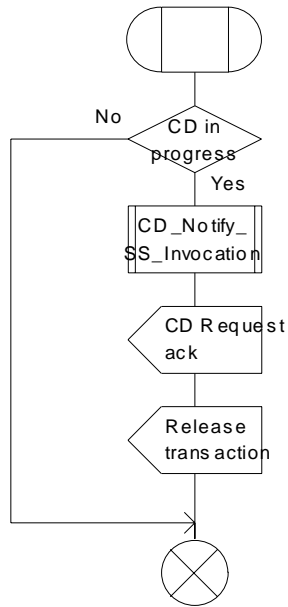 No
CD in
progress
Yes
CD_Notify_
SS_Invocation
CD Request
ack
Release
transaction